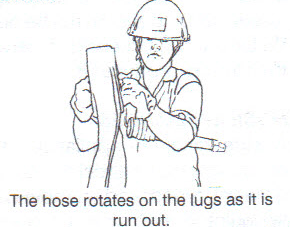 The hose rotates on the lugs as it is
run out.